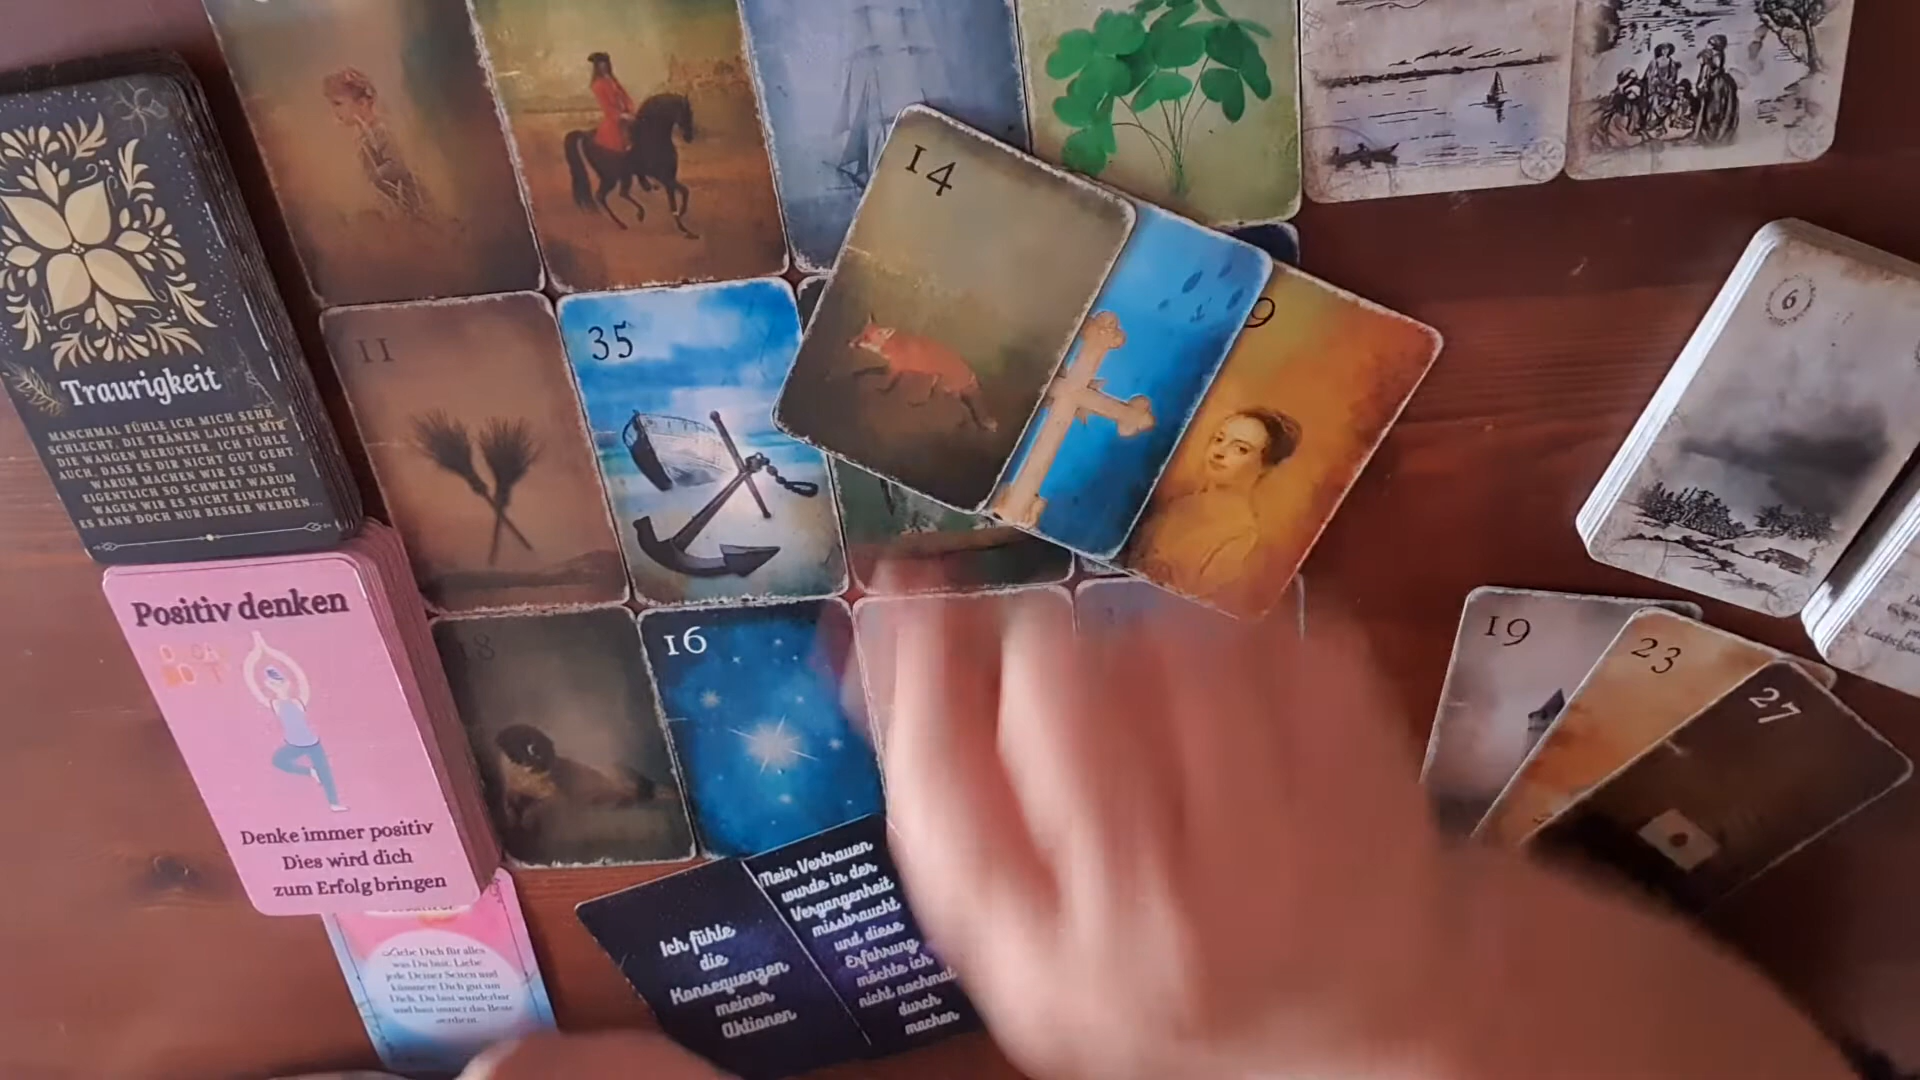 14
6
9
35
11
Traurigkeit
MANCHMAL FÜHLE ICH MICH SEHR
SCHLECHT. DIE TRÄNEN LAUFEN MIR
DIE WANGEN HERUNTER. ICH FÜHLE
AUCH, DASS ES DIR NICHT GUT GEHT.
WARUM MACHEN WIR ES UNS
EIGENTLICH SO SCHWER? WARUM
WAGEN WIR ES NICHT EINFACH?
ES KANN DOCH NUR BESSER WERDEN...
Positiv denken
Denke immer positiv
Dies wird dich
zum Erfolg bringen
18
16
19
23
27
Liebe Dich für alles
was Du bist. Liebe
jede Deiner Seiten und
kümmere Dich gut um
Dich. Du bist wunderbar
und hast immer das Beste
verdient.
Ich fühle
die
Konsequenzen
meiner
Aktionen
Mein Vertrauen
wurde in der
Vergangenheit
missbraucht
und diese
Erfahrung
möchte ich
nicht nochmal
durch
machen